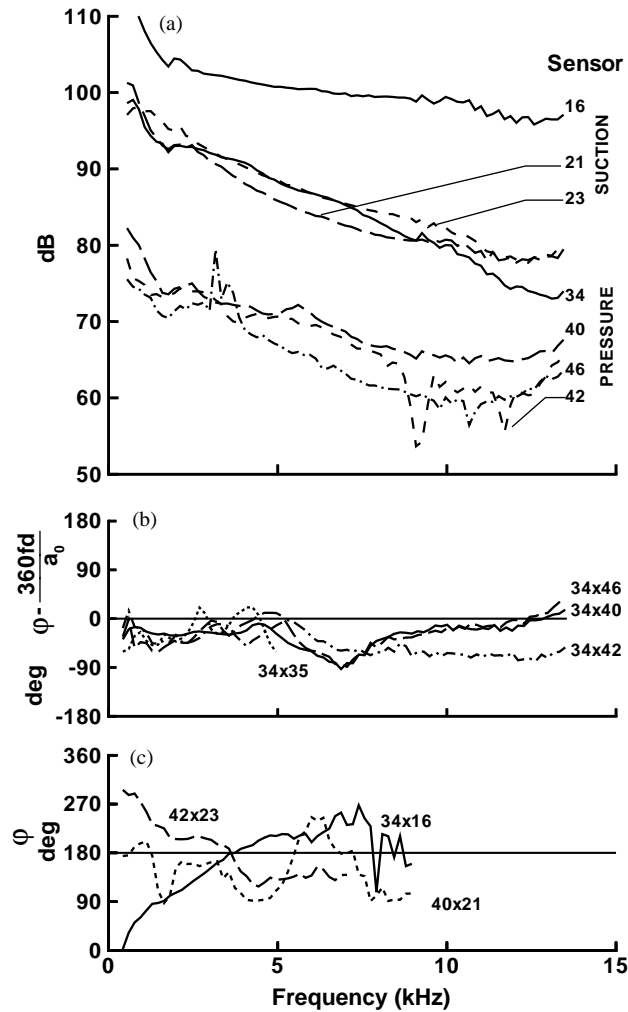 (a)
110
100
90
80
70
60
50
dB
Sensor
16
21
23
34
40
46
42
SUCTION
PRESSURE
(b)
180
90
0
-90
-180
deg φ - 360fd
a0
34x46
34x40
34x42
34x35
(c)
360
270
180
90
0
φ
deg
42x23
34x16
40x21
0
5
10
15
Frequency (kHz)